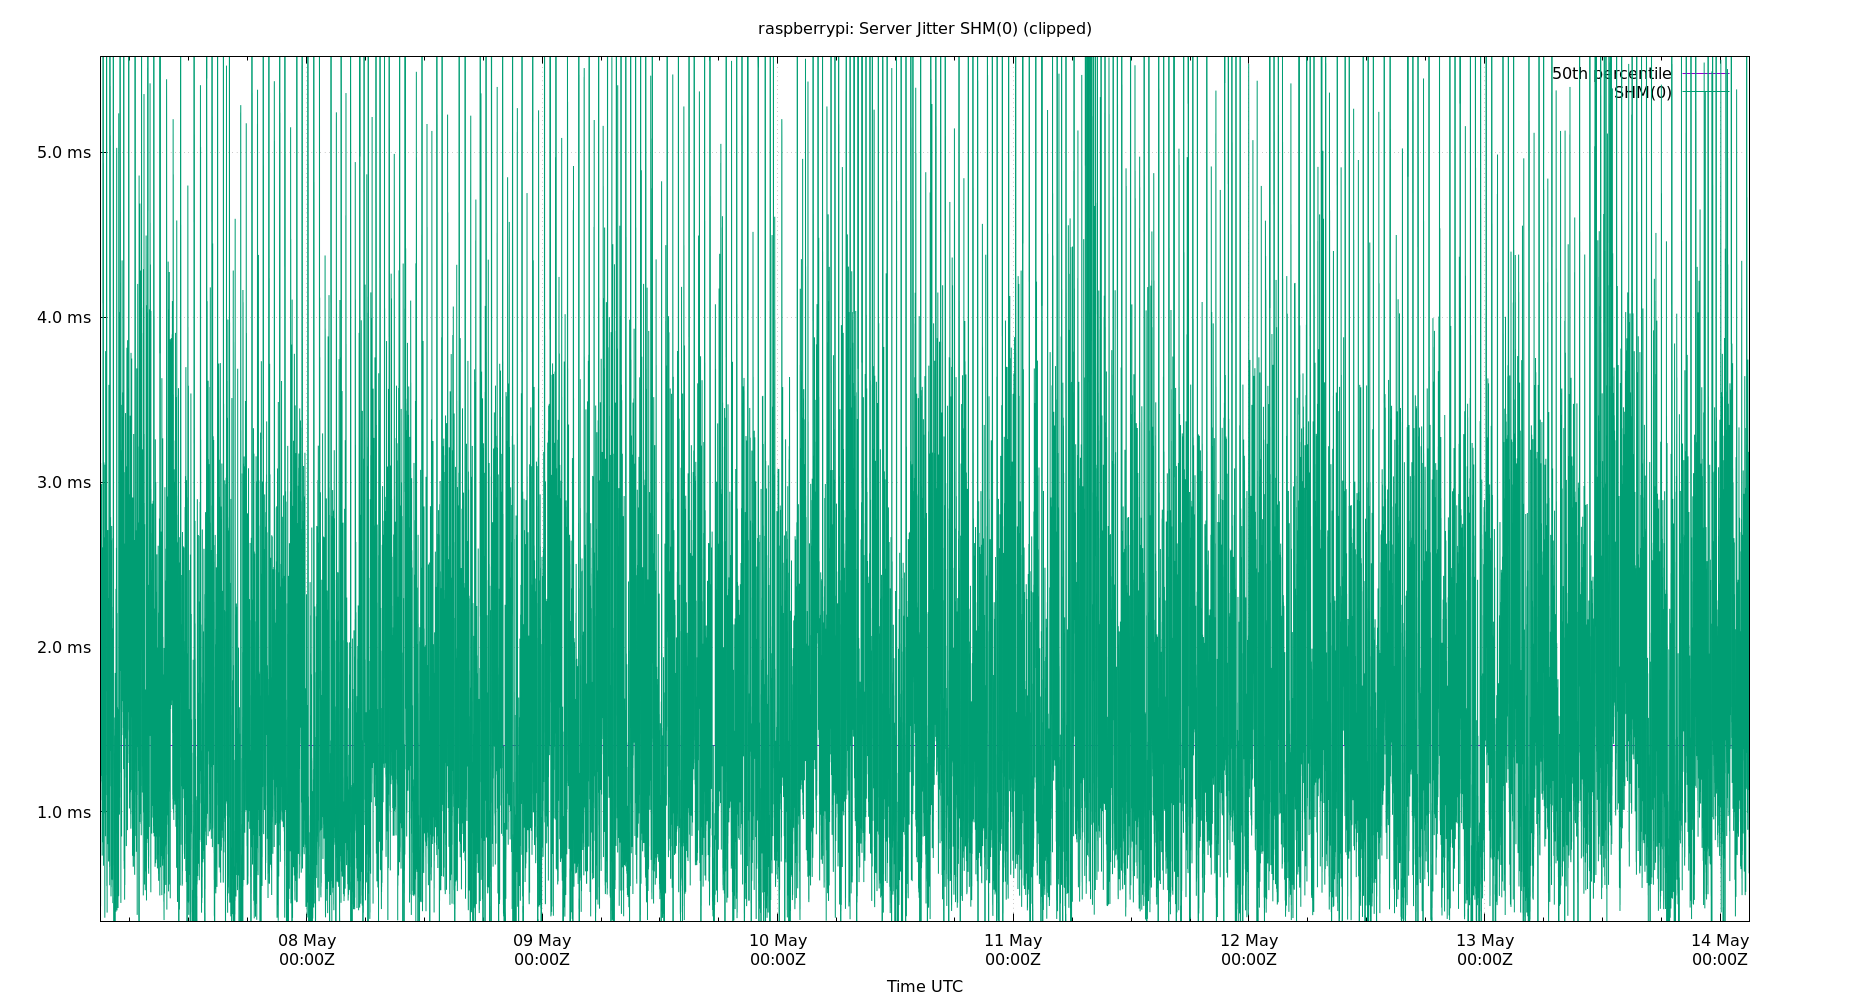 raspberrypi: Server Jitter SHM(0) (clipped)
50th percentile
SHM(0)
5.0 ms
4.0 ms
3.0 ms
2.0 ms
1.0 ms
08 May 09 May 10 May 11 May 12 May 13 May 14 May
00:00Z 00:00Z 00:00Z 00:00Z 00:00Z 00:00Z 00:00Z
Time UTC